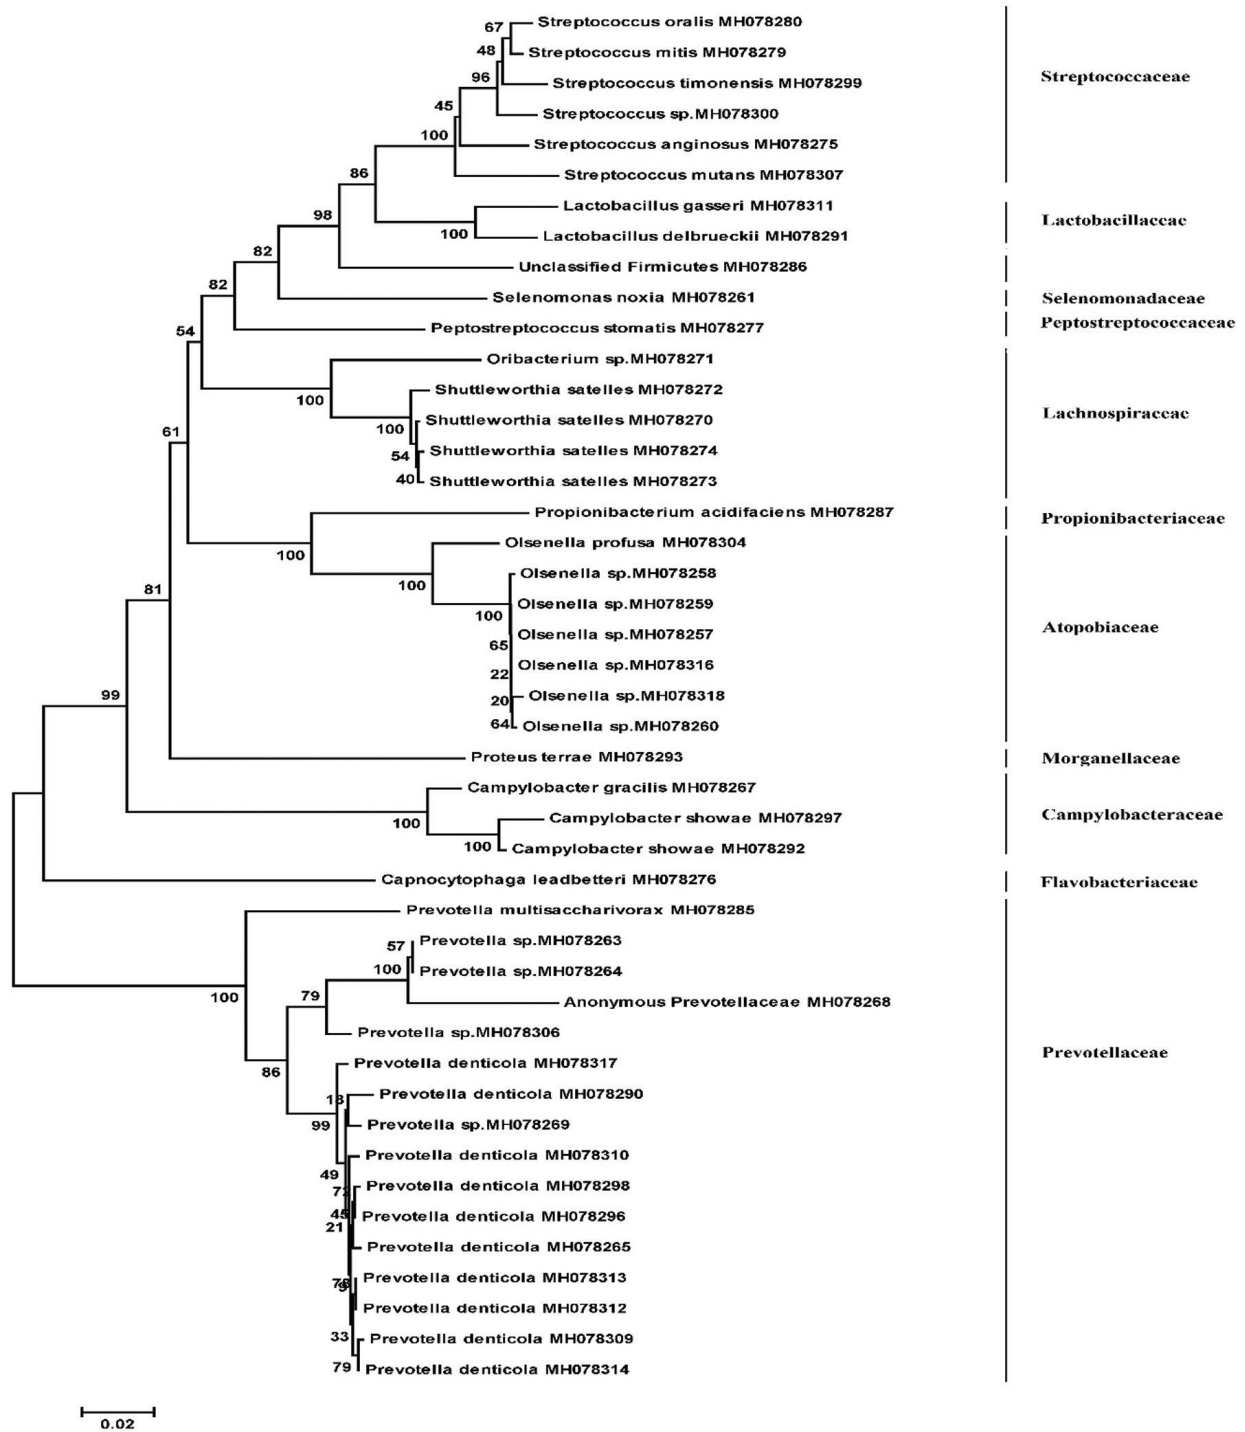 Streptococcus oralis MH078280
67
Streptococcus mitis MH078279
48
Streptococcus timonensis MH078299
96
Streptococcaceae
Streptococcus sp.MH078300
45
Streptococcus anginosus MH078275
100
Streptococcus mutans MH078307
86
Lactobacillus gasseri MH078311
98
Lactobacillaceae
100
Lactobacillus delbrueckii MH078291
82
Unclassified Firmicutes MH078286
82
Selenomonas noxia MH078261
Selenomonadaceae
54
Peptostreptococcus stomatis MH078277
Peptostreptococcaceae
Oribacterium sp.MH078271
Shuttleworthia satelles MH078272
100
Lachnospiraceae
Shuttleworthia satelles MH078270
100
61
Shuttleworthia satelles MH078274
54
Shuttleworthia satelles MH078273
40
Propionibacterium acidifaciens MH078287
Propionibacteriaceae
Olsenella profusa MH078304
100
Olsenella sp.MH078258
100
81
Olsenella sp.MH078259
100
Atopobiaceae
Olsenella sp.MH078257
65
Olsenella sp.MH078316
22
99
Olsenella sp.MH078318
20
64
Olsenella sp.MH078260
Proteus terrae MH078293
Morganellaceae
Campylobacter gracilis MH078267
Campylobacteraceae
100
Campylobacter showae MH078297
100
Campylobacter showae MH078292
Capnocytophaga leadbetteri MH078276
Flavobacteriaceae
Prevotella multisaccharivorax MH078285
57
Prevotella sp.MH078263
100
Prevotella sp.MH078264
100
79
Anonymous Prevotellaceae MH078268
Prevotella sp.MH078306
Prevotellaceae
86
Prevotella denticola MH078317
13
Prevotella denticola MH078290
99
Prevotella sp.MH078269
Prevotella denticola MH078310
49
Prevotella denticola MH078298
45
Prevotella denticola MH078296
21
Prevotella denticola MH078265
Prevotella denticola MH078313
Prevotella denticola MH078312
33
Prevotella denticola MH078309
79
Prevotella denticola MH078314
0.02